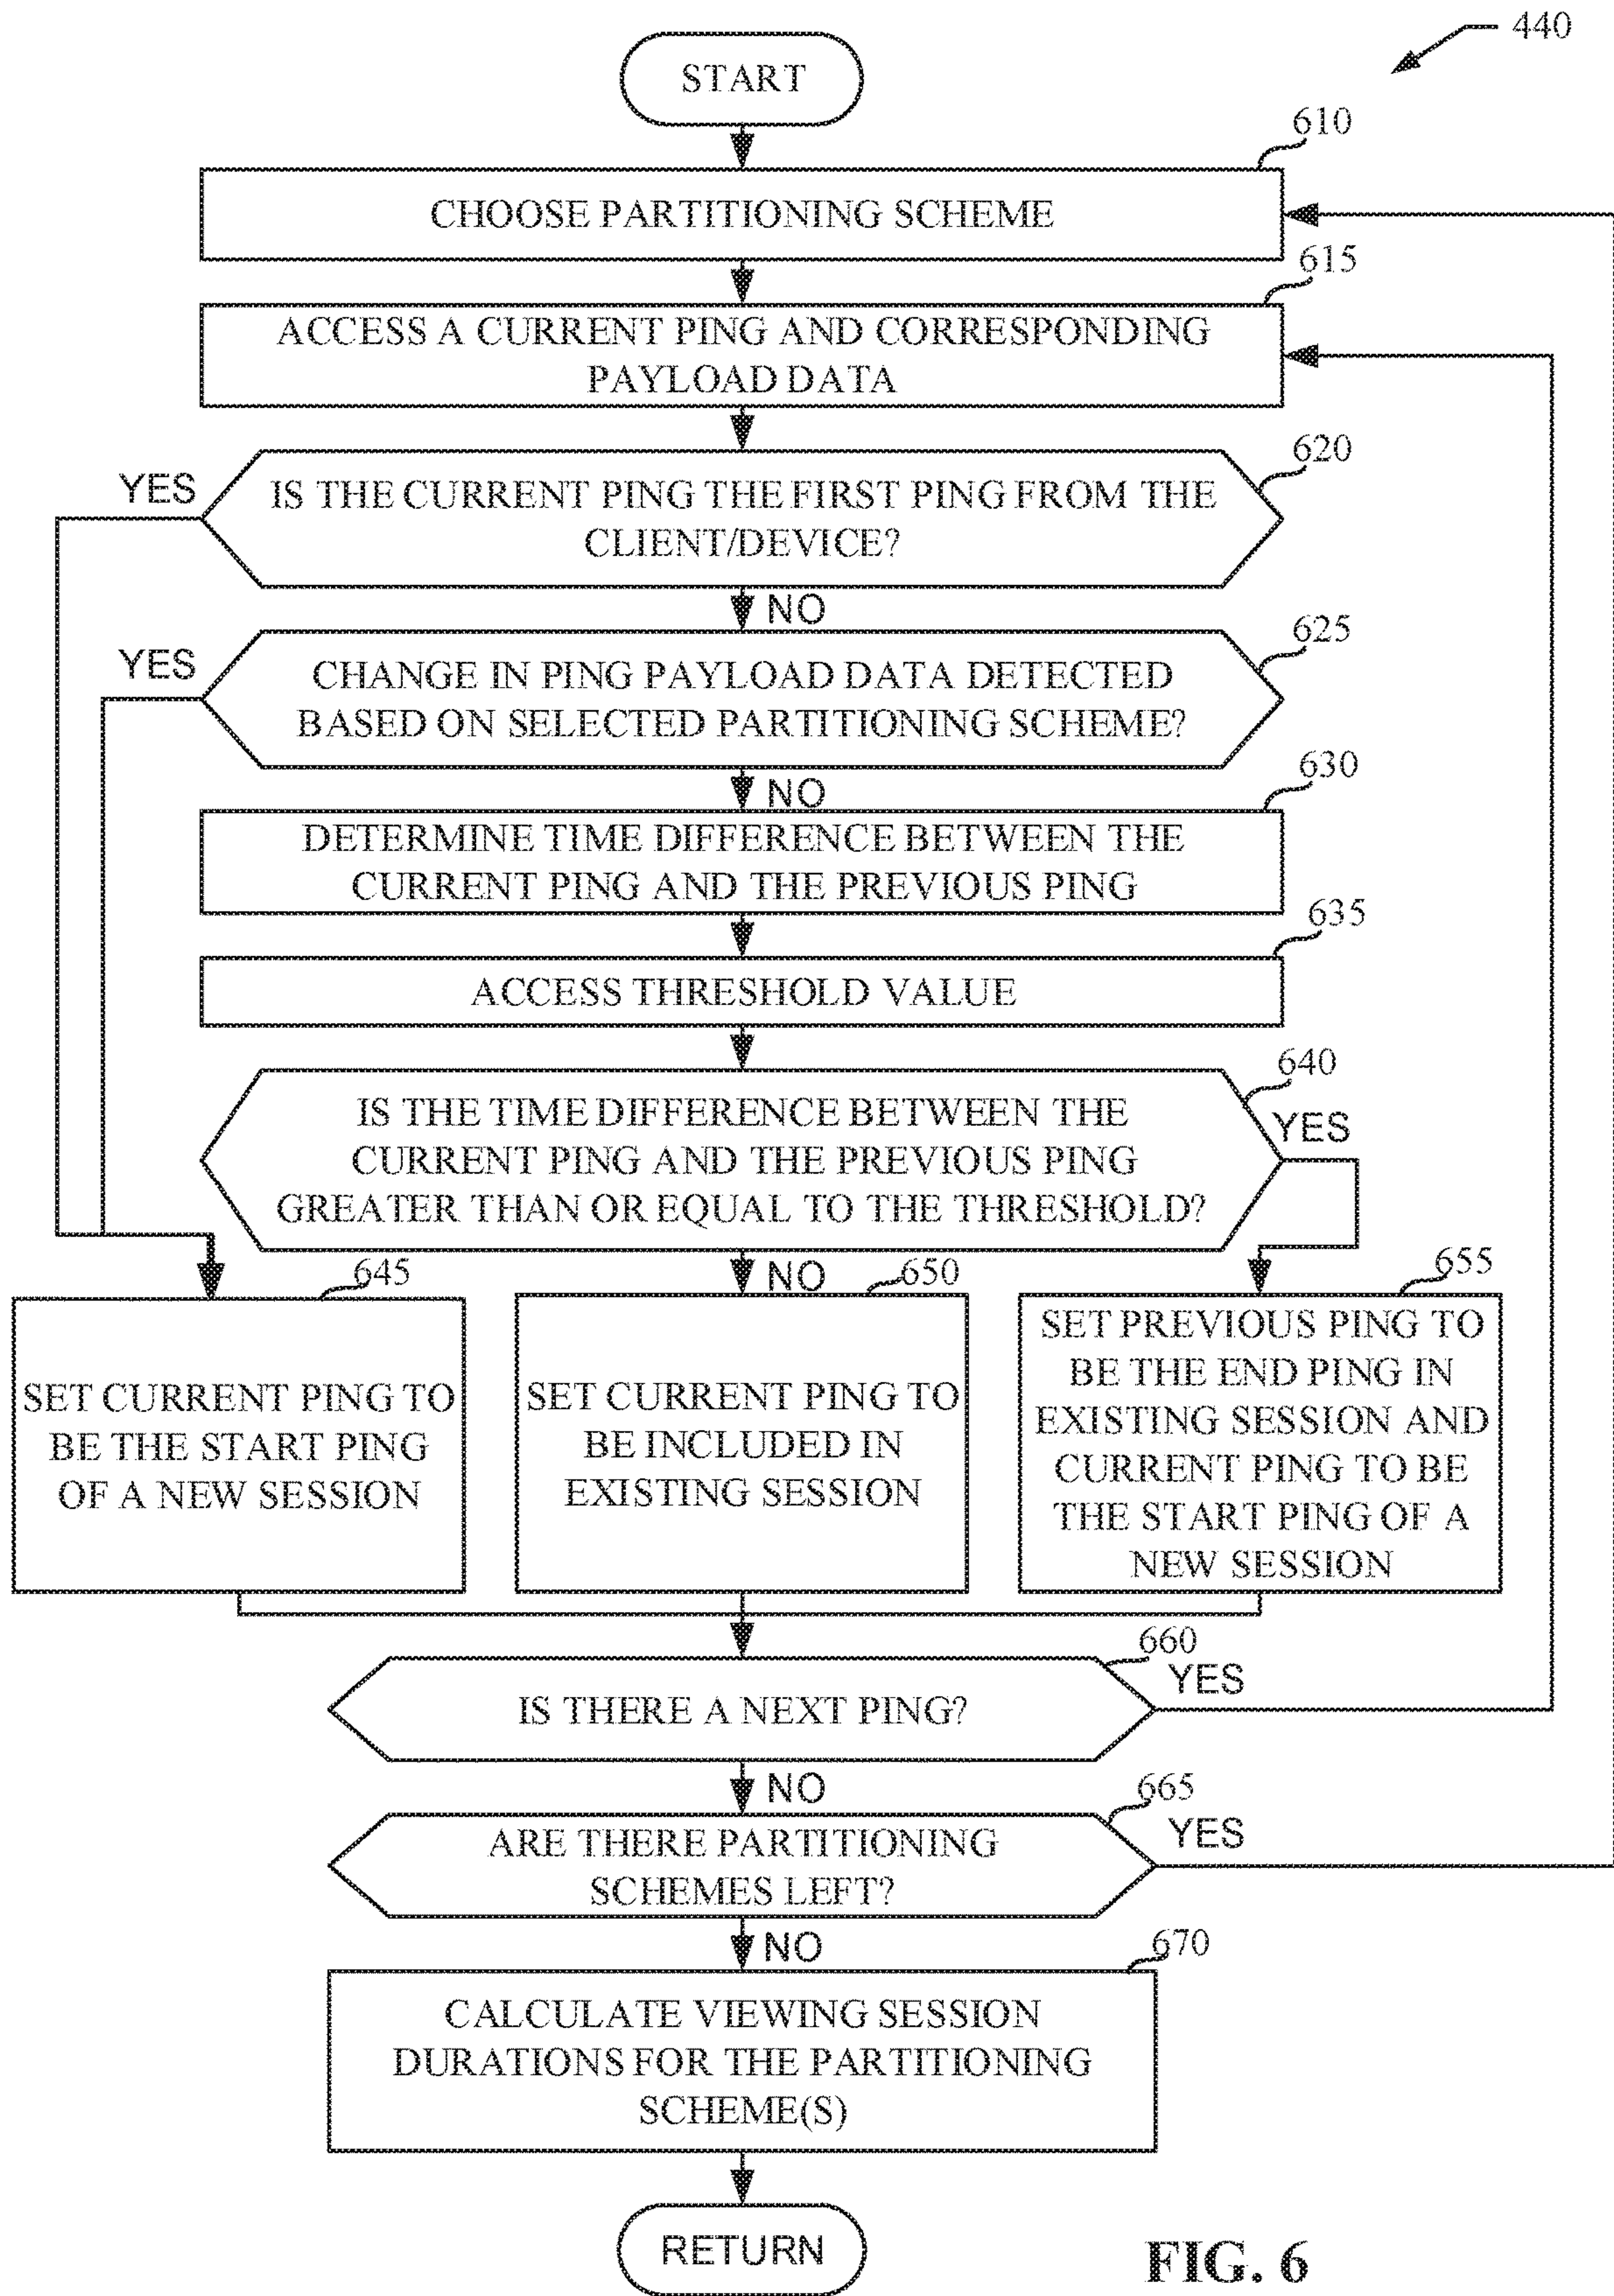 440
START
610
CHOOSE PARTITIONING SCHEME
615
ACCESS A CURRENT PING AND CORRESPONDING
PAYLOAD DATA
620
YES
IS THE CURRENT PING THE FIRST PING FROM THE
CLIENT/DEVICE?
NO
625
YES
CHANGE IN PING PAYLOAD DATA DETECTED
BASED ON SELECTED PARTITIONING SCHEME?
NO
630
DETERMINE TIME DIFFERENCE BETWEEN THE
CURRENT PING AND THE PREVIOUS PING
635
ACCESS THRESHOLD VALUE
640
IS THE TIME DIFFERENCE BETWEEN THE
CURRENT PING AND THE PREVIOUS PING
GREATER THAN OR EQUAL TO THE THRESHOLD?
YES
NO
645
SET CURRENT PING TO
BE THE START PING
OF A NEW SESSION
650
SET CURRENT PING TO
BE INCLUDED IN
EXISTING SESSION
655
SET PREVIOUS PING TO
BE THE END PING IN
EXISTING SESSION AND
CURRENT PING TO BE
THE START PING OF A
NEW SESSION
660
IS THERE A NEXT PING?
YES
NO
665
ARE THERE PARTITIONING
SCHEMES LEFT?
YES
NO
670
CALCULATE VIEWING SESSION
DURATIONS FOR THE PARTITIONING
SCHEME(S)
RETURN
FIG. 6